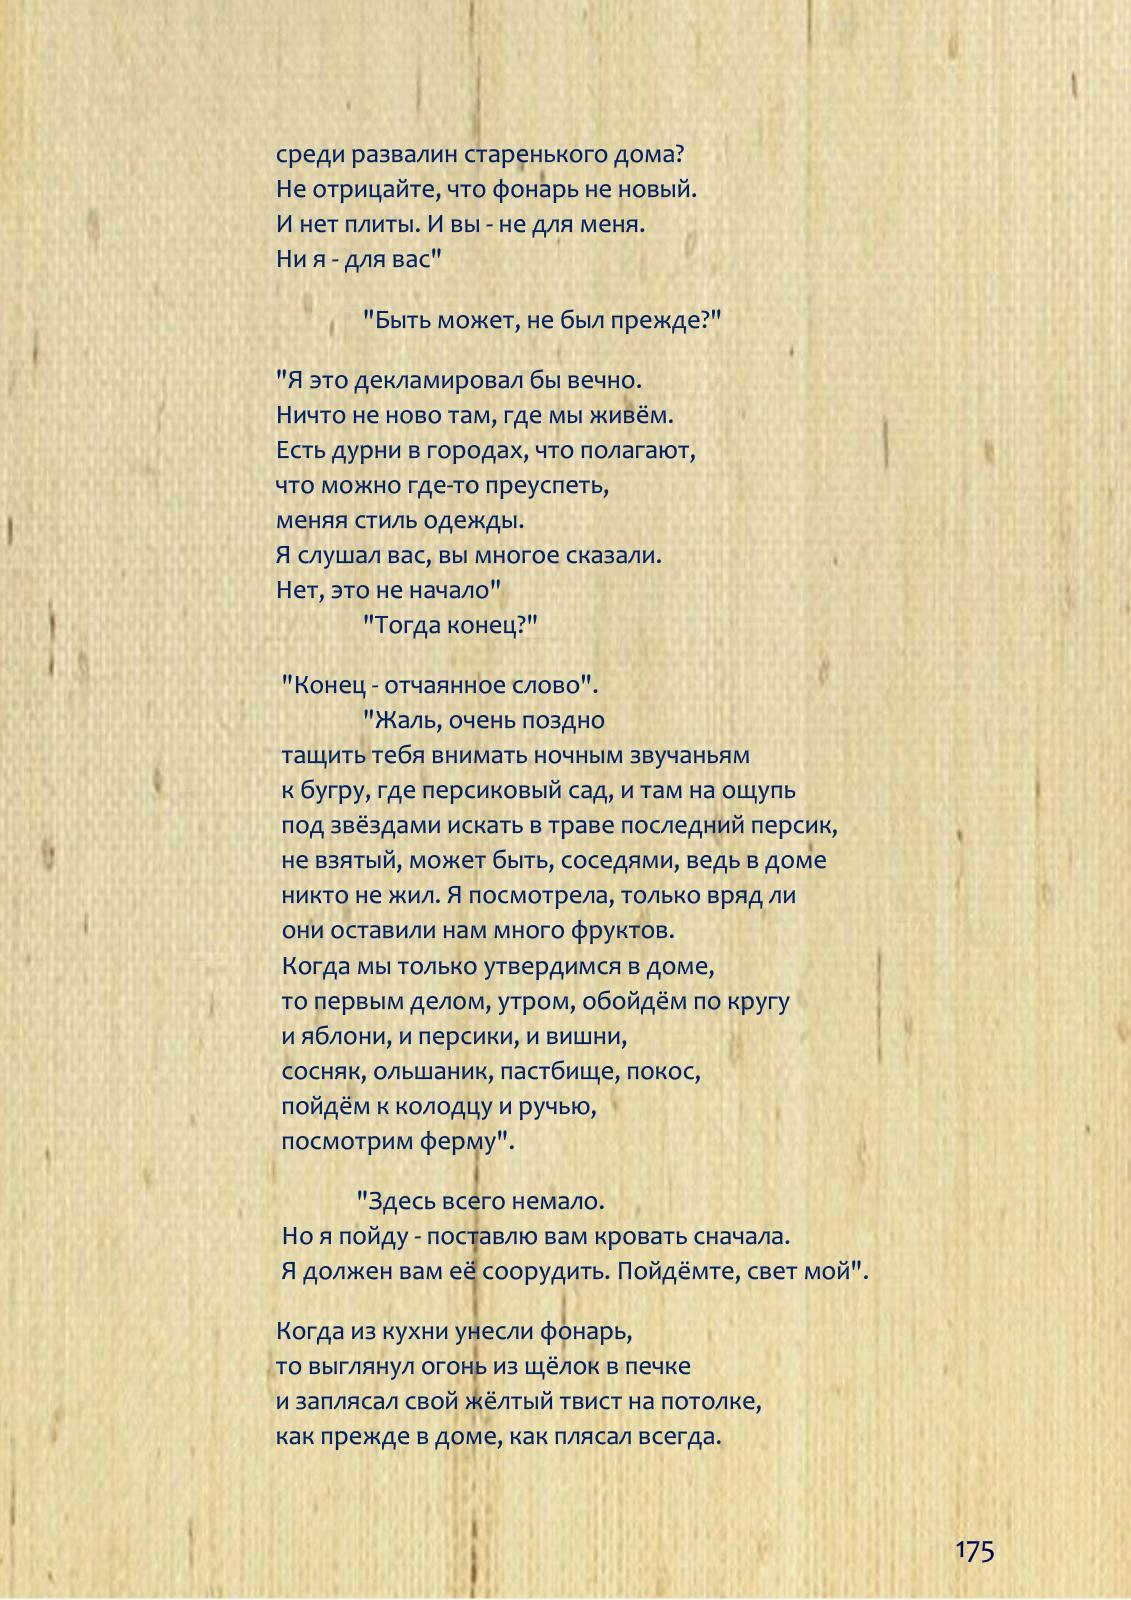 среди развалин старенького дома?
Не отрицайте, что фонарь не новый.
И нет плиты. И вы - не для меня.
Ни я - для вас"
"Быть может, не был прежде?"
"Я это декламировал бы вечно.
Ничто не ново там, где мы живём.
Есть дурни в городах, что полагают,
что можно где-то преуспеть,
меняя стиль одежды.
Я слушал вас, вы многое сказали.
Нет, это не начало"
"Тогда конец?"
"Конец - отчаянное слово".
"Жаль, очень поздно
тащить тебя внимать ночным звучаньям
к бугру, где персиковый сад, и там на ощупь
под звёздами искать в траве последний персик,
не взятый, может быть, соседями, ведь в доме
никто не жил. Я посмотрела, только вряд ли
они оставили нам много фруктов.
Когда мы только утвердимся в доме,
то первым делом, утром, обойдём по кругу
и яблони, и персики, и вишни,
сосняк, ольшаник, пастбище, покос,
пойдём к колодцу и ручью,
посмотрим ферму".
"Здесь всего немало.
Но я пойду - поставлю вам кровать сначала.
Я должен вам её соорудить. Пойдёмте, свет мой".
Когда из кухни унесли фонарь,
то выглянул огонь из щёлок в печке
и заплясал свой жёлтый твист на потолке,
как прежде в доме, как плясал всегда.
175